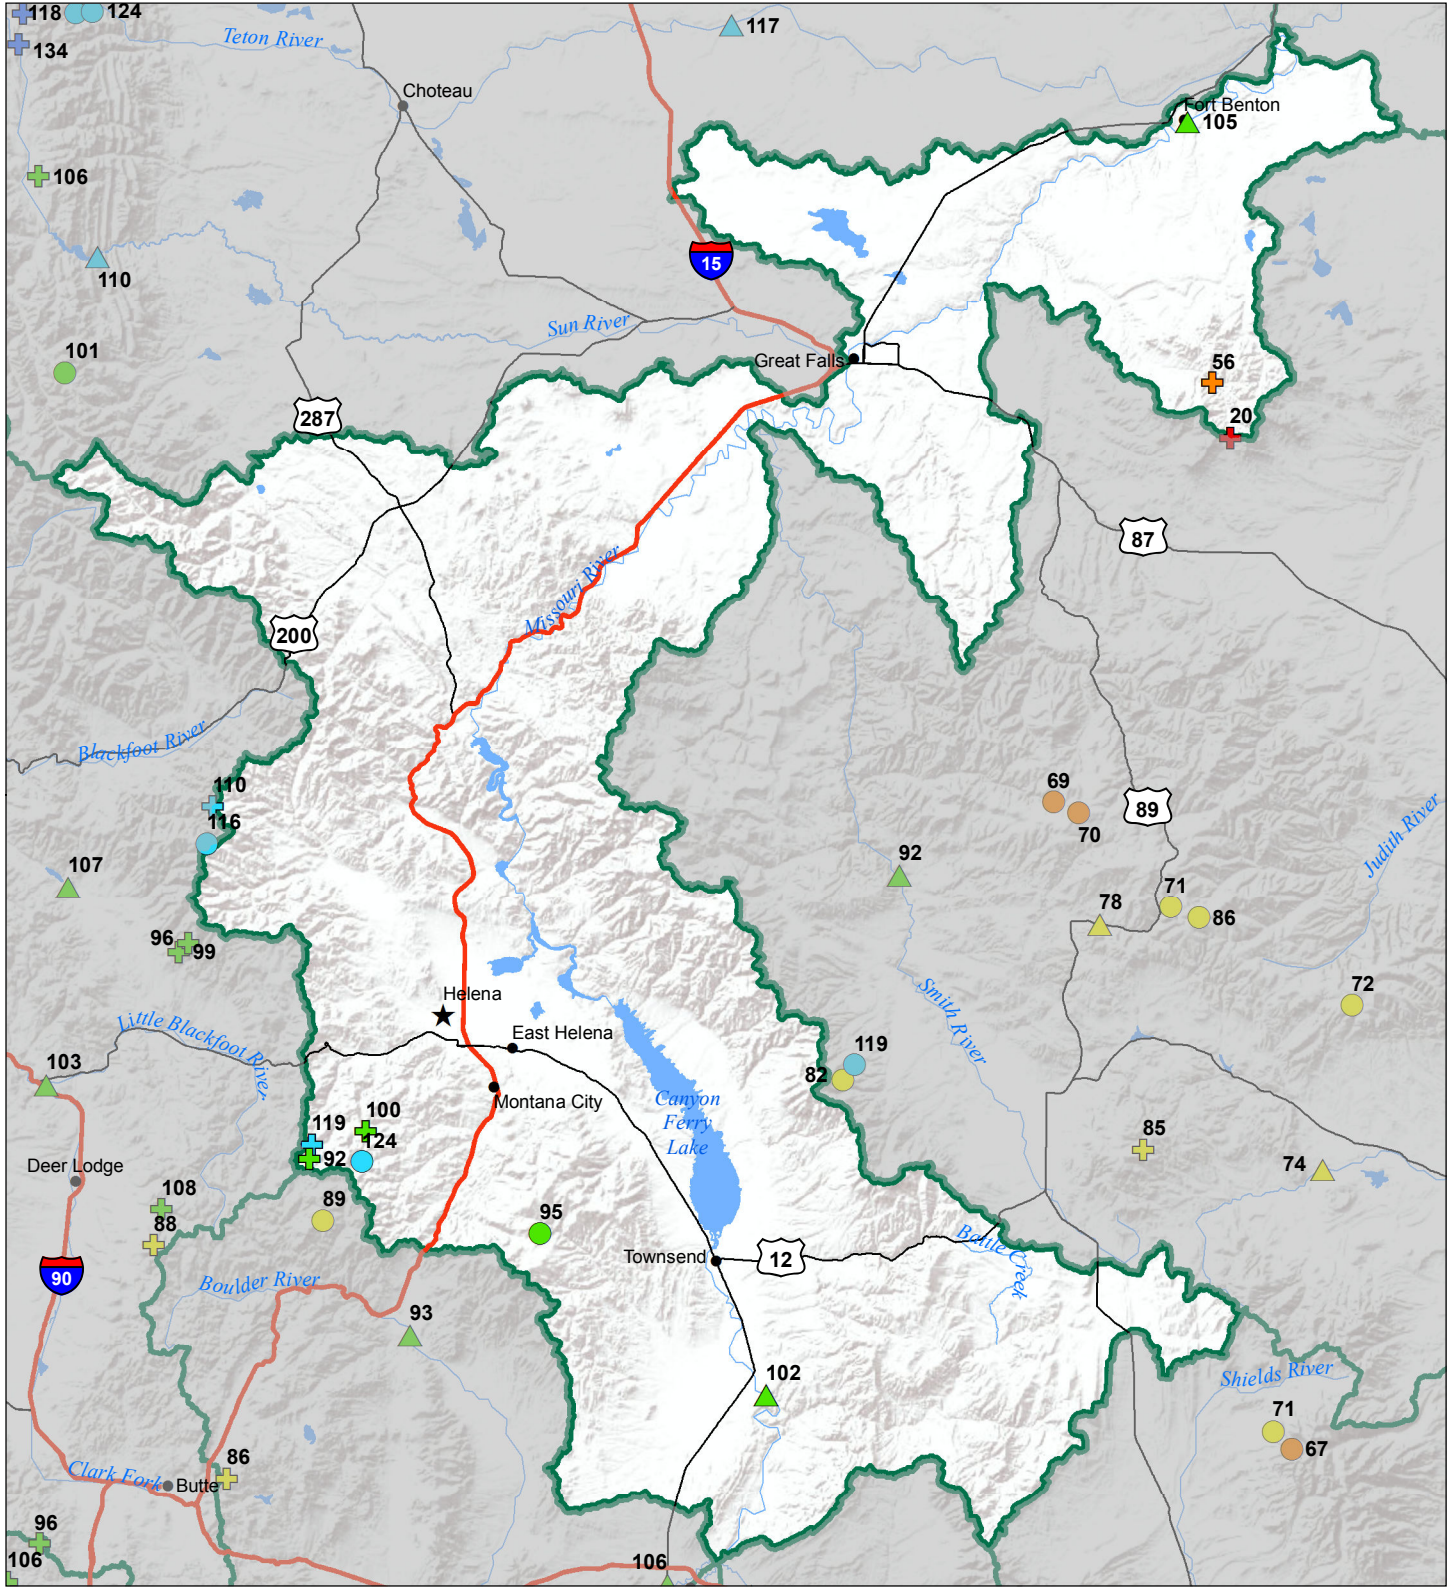 118
124
134
Teton River
117
Choteau
Fort Benton
105
106
110
15
101
Sun River
Great Falls
56
20
287
87
200
Missouri River
Blackfoot River
110
116
69
70
89
107
92
Judith River
71
78
86
96
99
72
Helena
Smith River
Little Blackfoot River
East Helena
103
119
82
Montana City
Canyon
Ferry
Lake
119
100
124
92
85
74
Deer Lodge
108
89
88
95
Townsend
12
Battle Creek
90
Boulder River
93
102
Shields River
71
67
86
Clark Fork
Butte
96
106
106